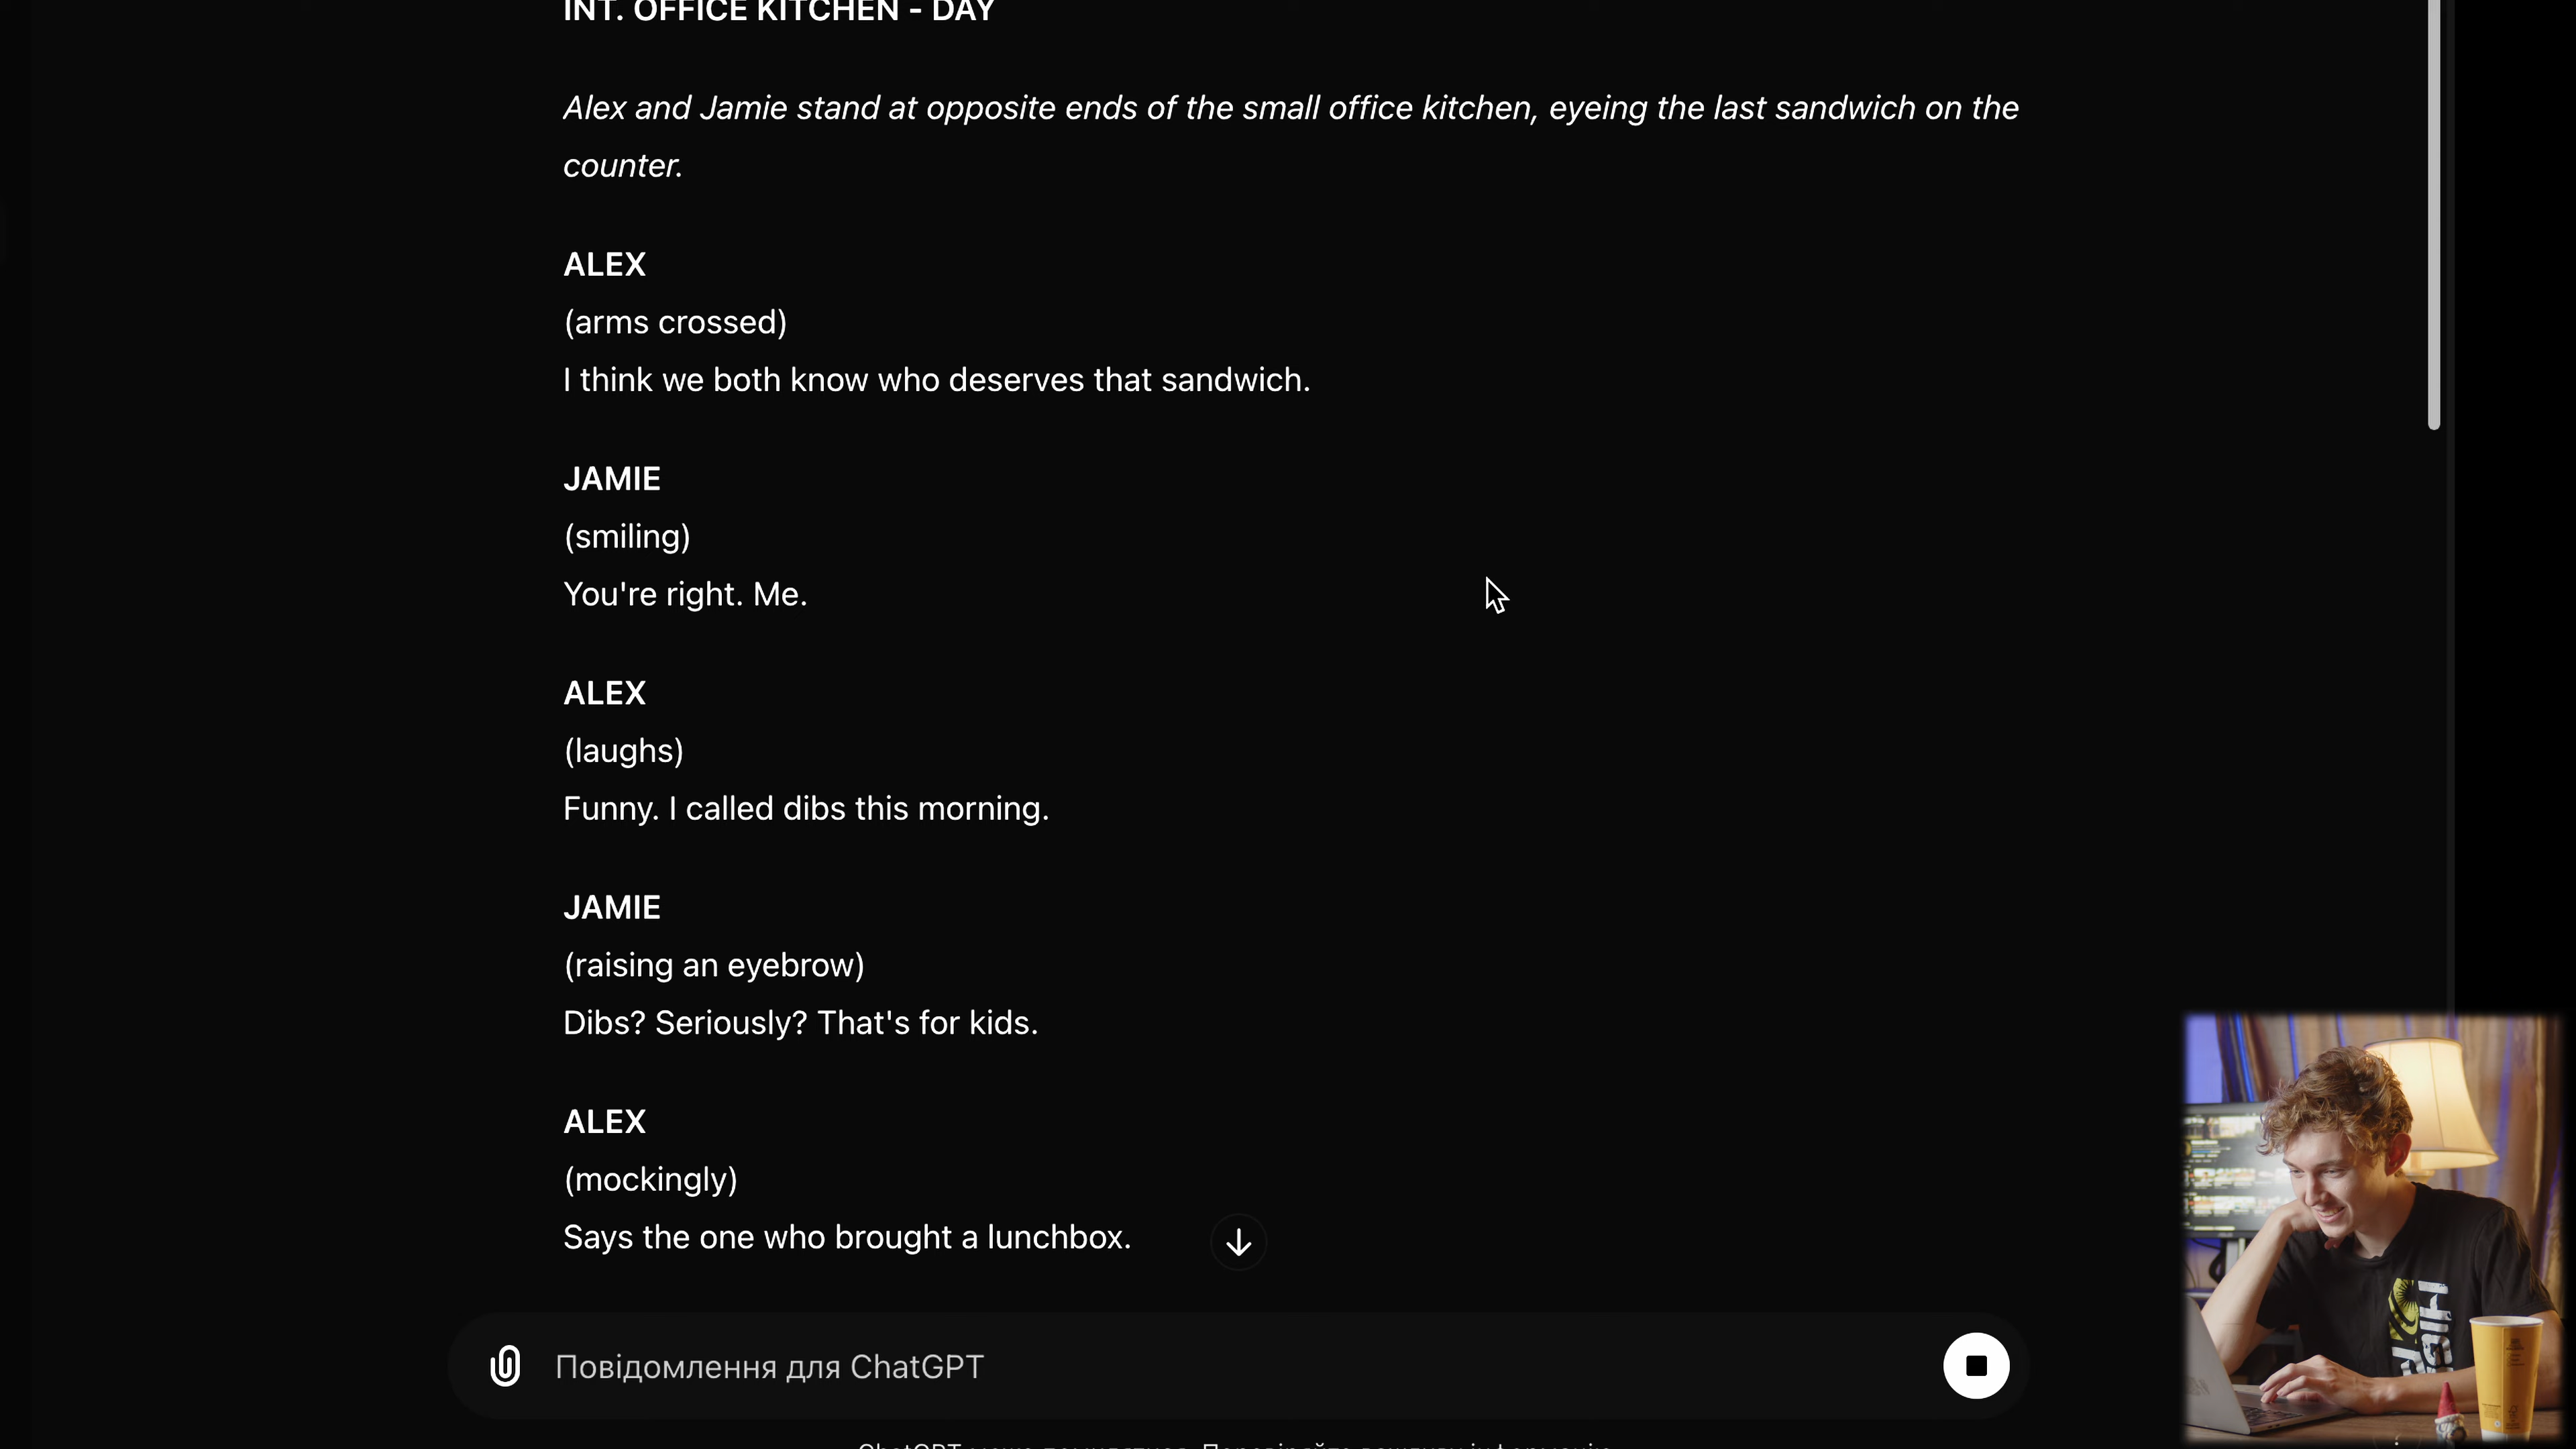 INT. OFFICE KITCHEN - DAY
Alex and Jamie stand at opposite ends of the small office kitchen, eyeing the last sandwich on the
counter.
ALEX
(arms crossed)
I think we both know who deserves that sandwich.
JAMIE
(smiling)
You're right. Me.
ALEX
(laughs)
Funny. I called dibs this morning.
JAMIE
(raising an eyebrow)
Dibs? Seriously? That's for kids.
ALEX
(mockingly)
Says the one who brought a lunchbox.
Повідомлення для ChatGPT